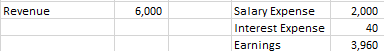 Revenue 6,000 Salary Expense 2,000
Interest Expense 40
Earnings 3,960